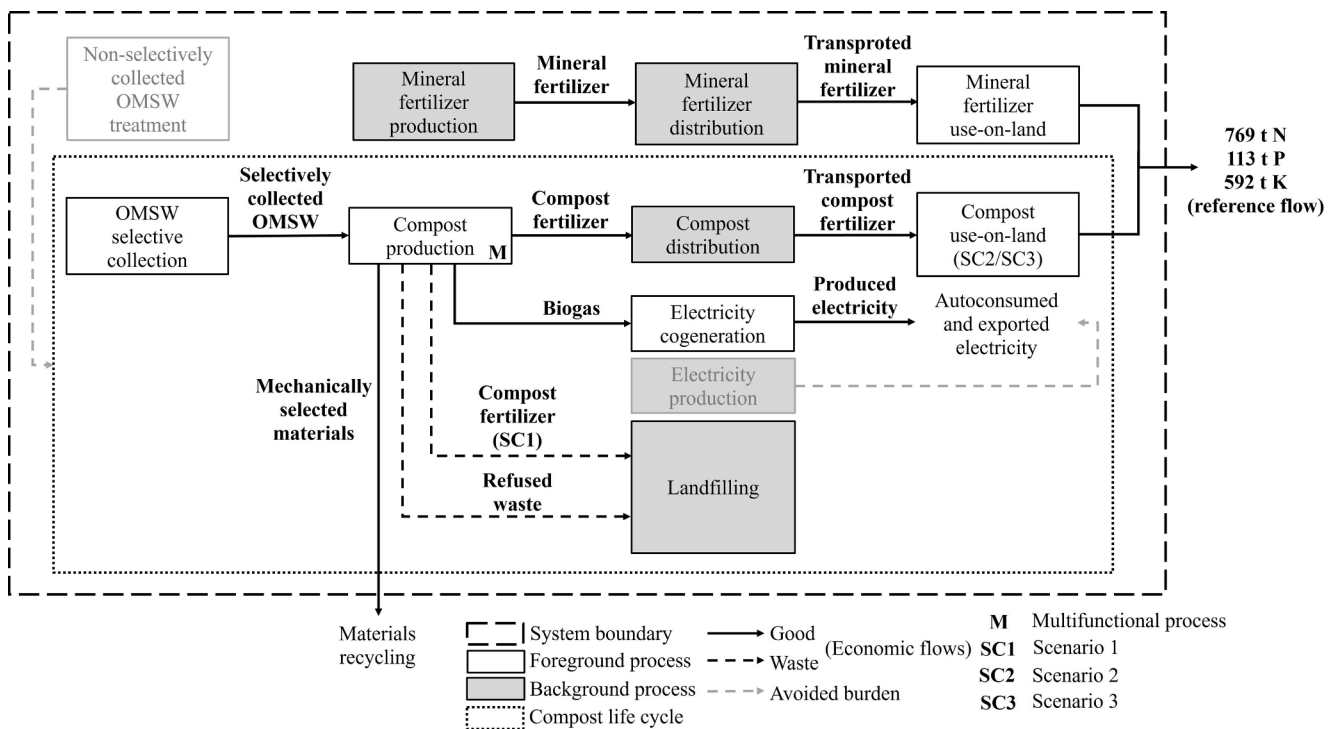 Non-selectively
collected
OMSW
treatment
Mineral
fertilizer
production
Mineral
fertilizer
Mineral
fertilizer
distribution
Transproted
mineral
fertilizer
Mineral
fertilizer
use-on-land
769 t N
113 t P
592 t K
(reference flow)
OMSW
selective
collection
Selectively
collected
OMSW
Compost
production
M
Compost
fertilizer
Compost
distribution
Transported
compost
fertilizer
Compost
use-on-land
(SC2/SC3)
Biogas
Electricity
cogeneration
Produced
electricity
Autoconsumed
and exported
electricity
Electricity
production
Mechanically
selected
materials
Compost
fertilizer
(SC1)
Refused
waste
Landfilling
Materials
recycling
System boundary
Foreground process
Background process
Compost life cycle
Good
(Economic flows)
Waste
Avoided burden
M Multifunctional process
SC1 Scenario 1
SC2 Scenario 2
SC3 Scenario 3